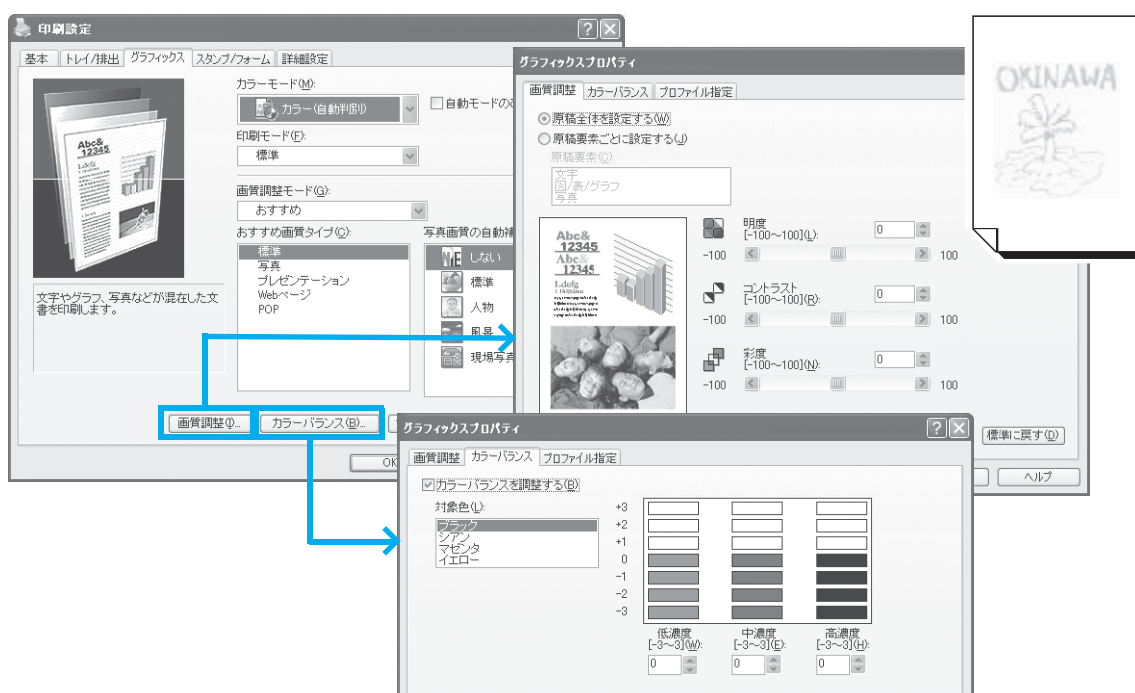 印刷設定
基本
トレイ/排出
グラフィックス
スタンプ/フォーム
詳細設定
カラーモード(M):
カラー(自動判別)
自動モードの
印刷モード(F):
標準
画質調整モード(G):
おすすめ
おすすめ画質タイプ(C):
標準
写真
プレゼンテーション
Webページ
POP
写真画質の自動補
しない
標準
人物
風景
現場写真
Abc&
12345
1.defg
文字やグラフ、写真などが混在した文
書を印刷します。
画質調整(I)...
カラーバランス(B)...
OK
グラフィックスプロパティ
画質調整
カラーバランス
プロファイル指定
原稿全体を設定する(W)
原稿要素ごとに設定する(J)
原稿要素(O):
文字
図/表/グラフ
写真
Abc&
12345
Abc&
12345
1.defg
明度
[-100~100](L):
0
-100
100
コントラスト
[-100~100](R):
0
-100
100
彩度
[-100~100](N):
0
-100
100
標準に戻す(D)
ヘルプ
OKINAWA
グラフィックスプロパティ
画質調整
カラーバランス
プロファイル指定
カラーバランスを調整する(B)
対象色(L):
ブラック
シアン
マゼンタ
イエロー
+3
+2
+1
0
-1
-2
-3
低濃度
[-3~3](W):
0
中濃度
[-3~3](E):
0
高濃度
[-3~3](H):
0